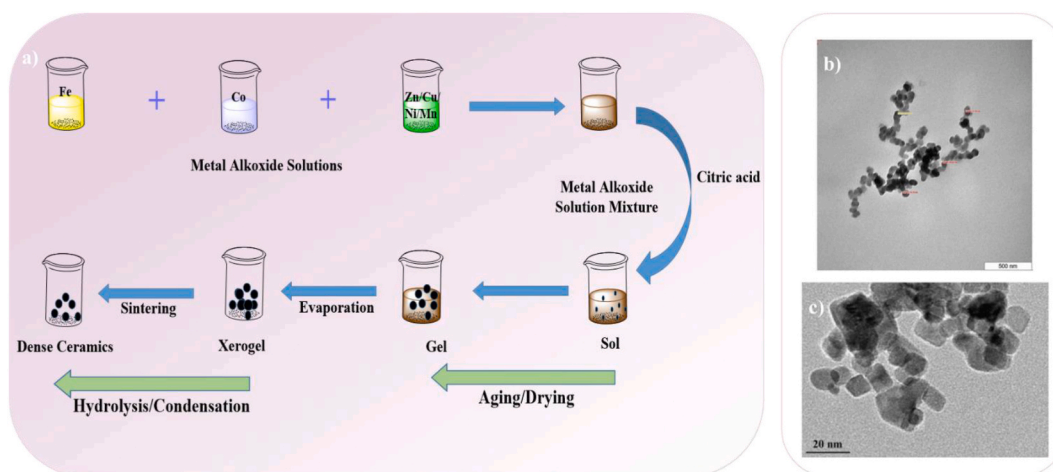 a)
Fe
+
Co
+
Zn/Cu/
Ni/Mn
Metal Alkoxide Solutions
Metal Alkoxide
Solution Mixture
Citric acid
Sol
Gel
Evaporation
Xerogel
Sintering
Dense Ceramics
Aging/Drying
Hydrolysis/Condensation
b)
500 nm
c)
20 nm